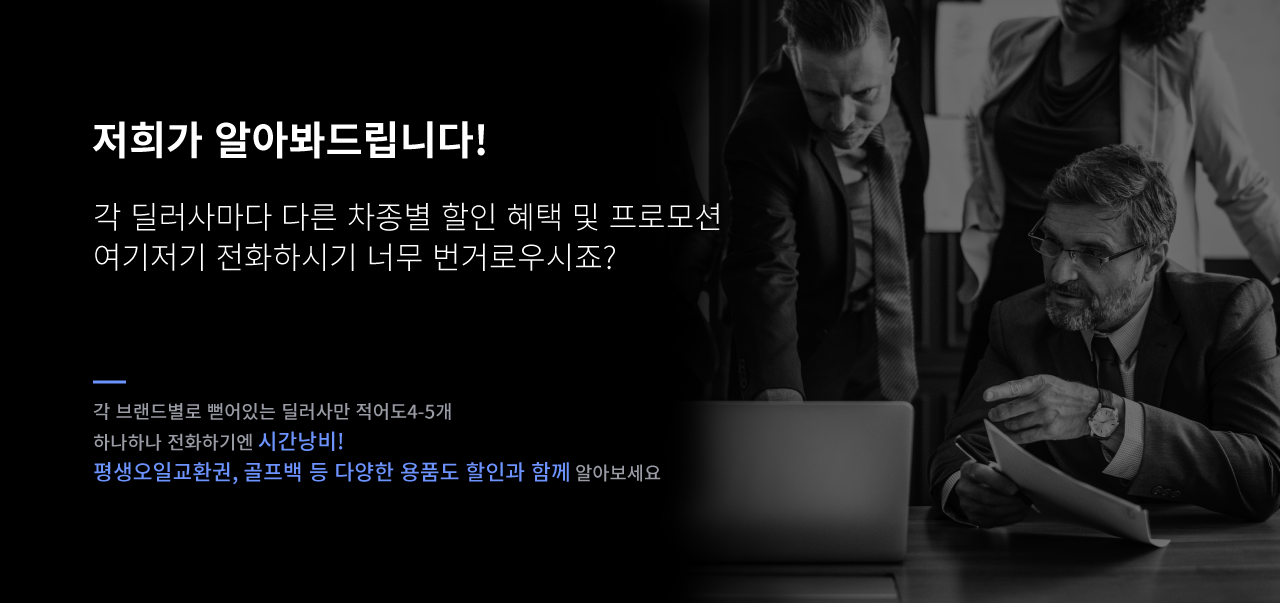 저희가 알아봐드립니다!
각 딜러사마다 다른 차종별 할인 혜택 및 프로모션
여기저기 전화하시기 너무 번거로우시죠?
각 브랜드별로 뻗어있는 딜러사만 적어도4-5개
하나하나 전화하기엔 시간낭비!
평생오일교환권, 골프백 등 다양한 용품도 할인과 함께 알아보세요